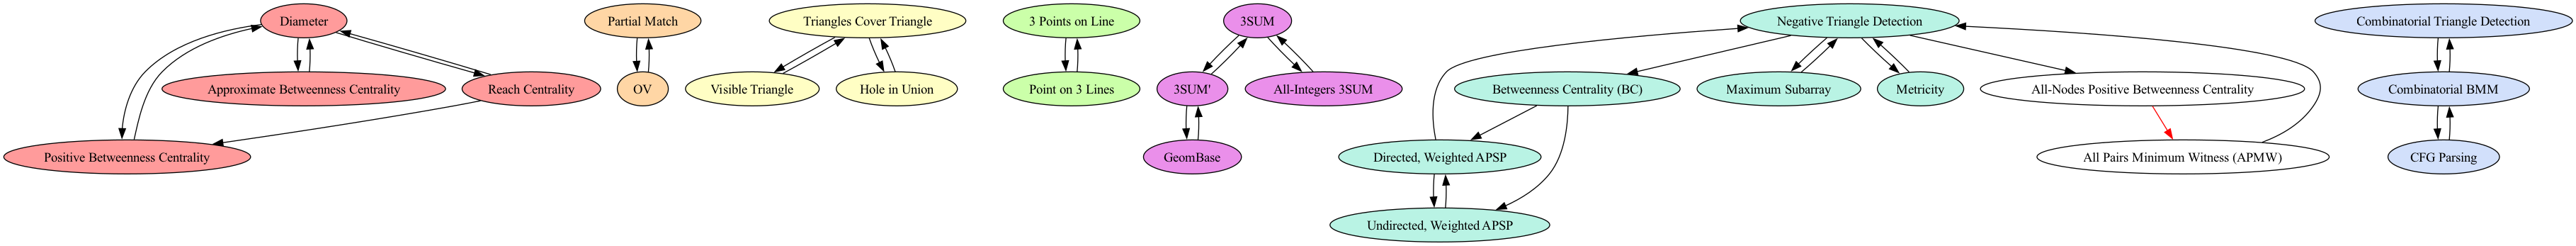 Diameter
Partial Match
Triangles Cover Triangle
3 Points on Line
3SUM
Negative Triangle Detection
Combinatorial Triangle Detection
Approximate Betweenness Centrality
Reach Centrality
OV
Visible Triangle
Hole in Union
Point on 3 Lines
3SUM'
All-Integers 3SUM
Betweenness Centrality (BC)
Maximum Subarray
Metricity
All-Nodes Positive Betweenness Centrality
Combinatorial BMM
Positive Betweenness Centrality
GeomBase
Directed, Weighted APSP
All Pairs Minimum Witness (APMW)
CFG Parsing
Undirected, Weighted APSP